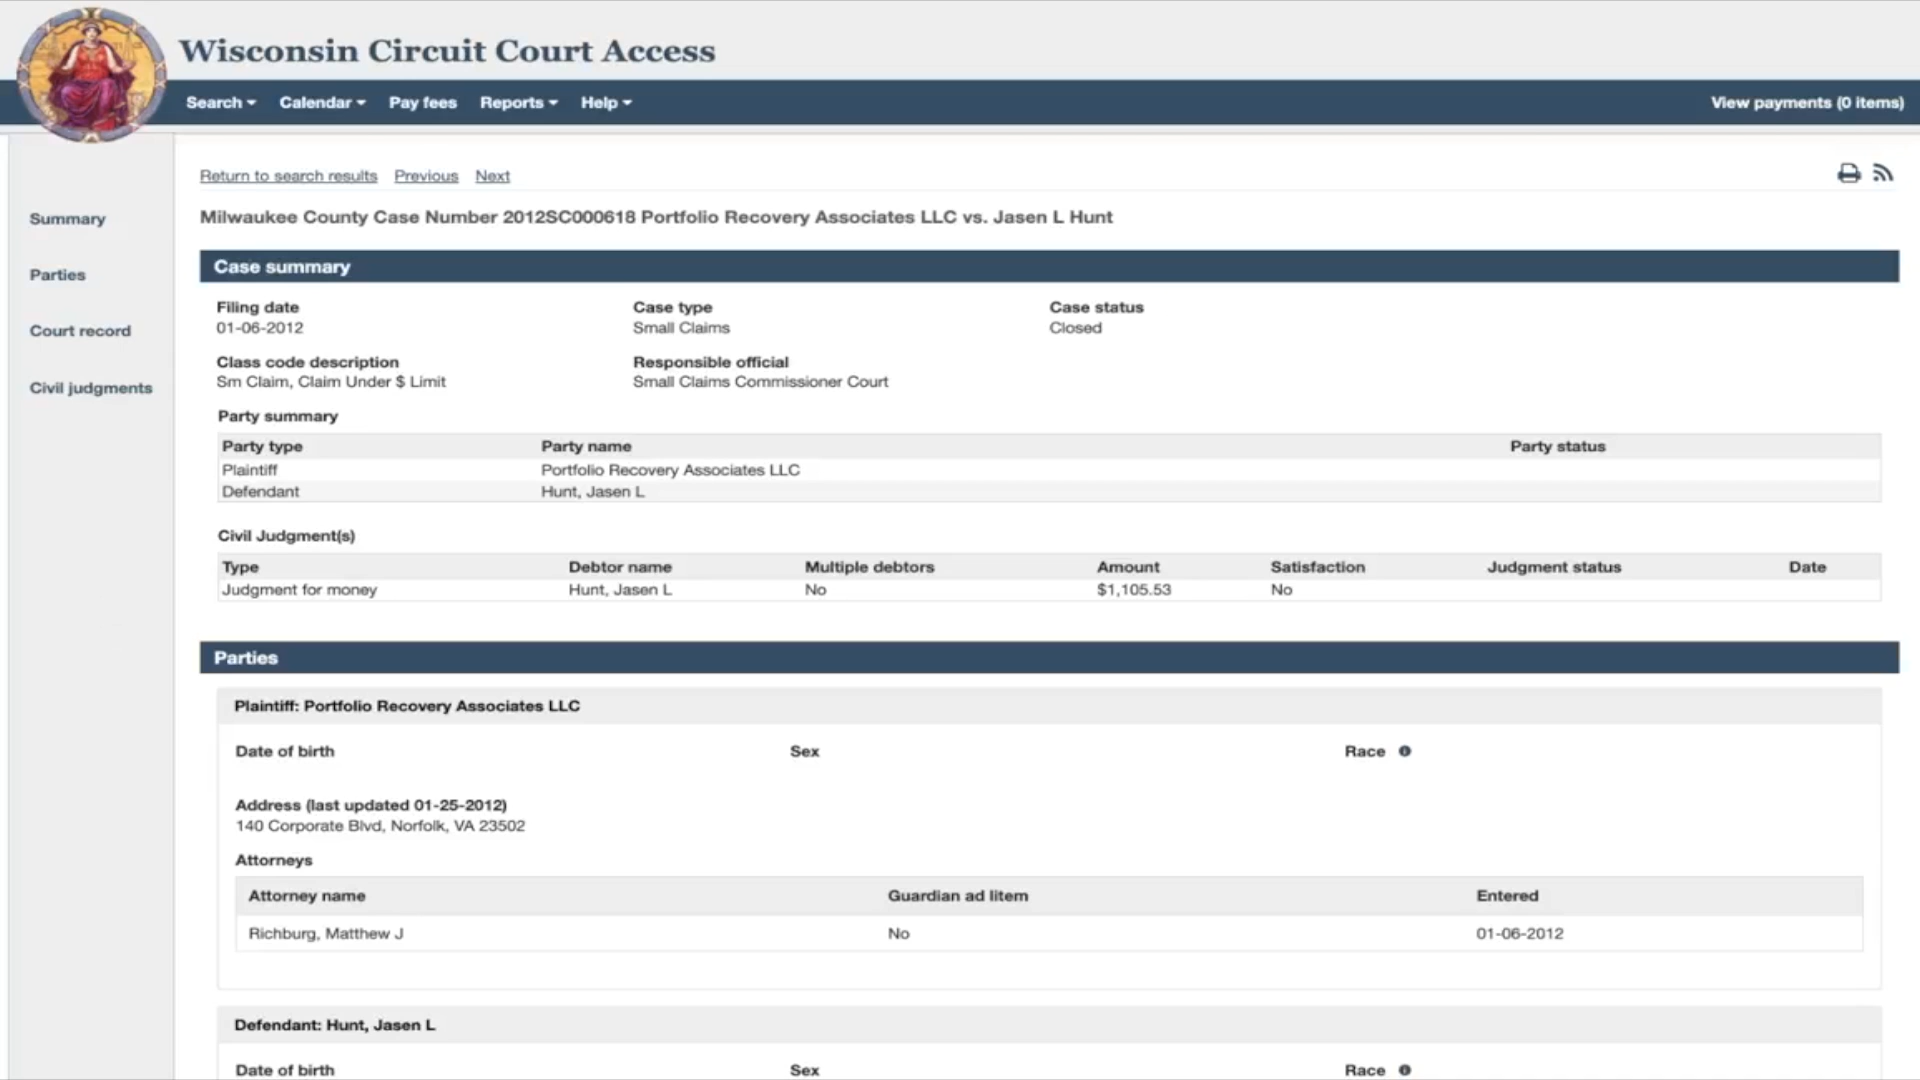 Wisconsin Circuit Court Access
Search Calendar Pay fees Reports Help View payments (0 items)
Return to search results Previous Next
Summary
Parties
Court record
Civil judgments
Milwaukee County Case Number 2012SC000618 Portfolio Recovery Associates LLC vs. Jasen L Hunt
Case summary
Filing date Case type Case status
01-06-2012 Small Claims Closed
Class code description Responsible official
Sm Claim, Claim Under $ Limit Small Claims Commissioner Court
Party summary
Party type Party name Party status
Plaintiff Portfolio Recovery Associates LLC
Defendant Hunt, Jasen L
Civil Judgment(s)
Type Debtor name Multiple debtors Amount Satisfaction Judgment status Date
Judgment for money Hunt, Jasen L No $1,105.53 No
Parties
Plaintiff: Portfolio Recovery Associates LLC
Date of birth Sex Race
Address (last updated 01-25-2012)
140 Corporate Blvd, Norfolk, VA 23502
Attorneys
Attorney name Guardian ad litem Entered
Richburg, Matthew J No 01-06-2012
Defendant: Hunt, Jasen L
Date of birth Sex Race